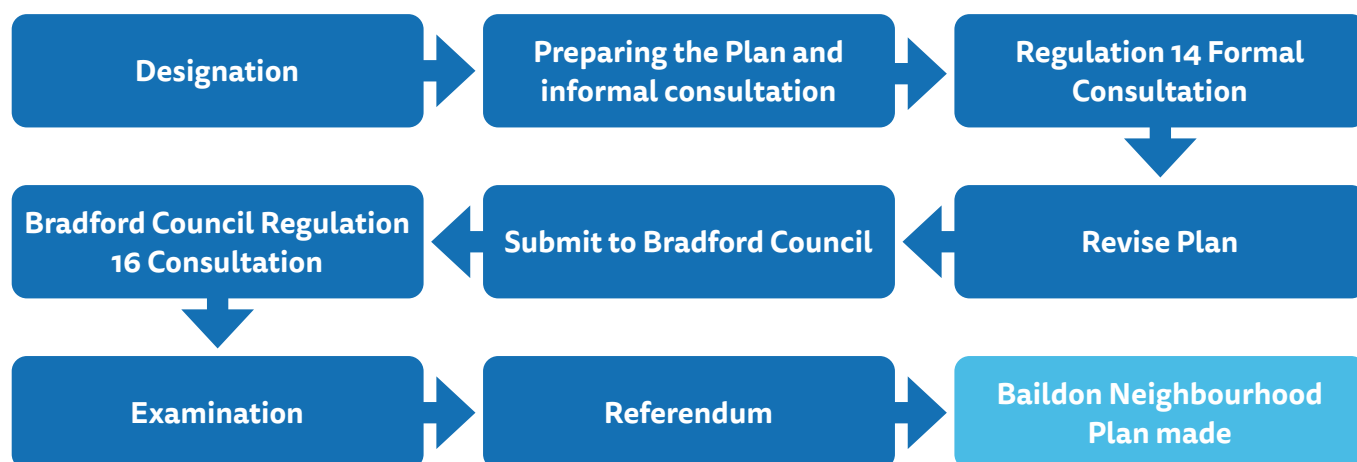 Designation
Preparing the Plan and
informal consultation
Regulation 14 Formal
Consultation
Revise Plan
Submit to Bradford Council
Bradford Council Regulation
16 Consultation
Examination
Referendum
Baildon Neighbourhood
Plan made